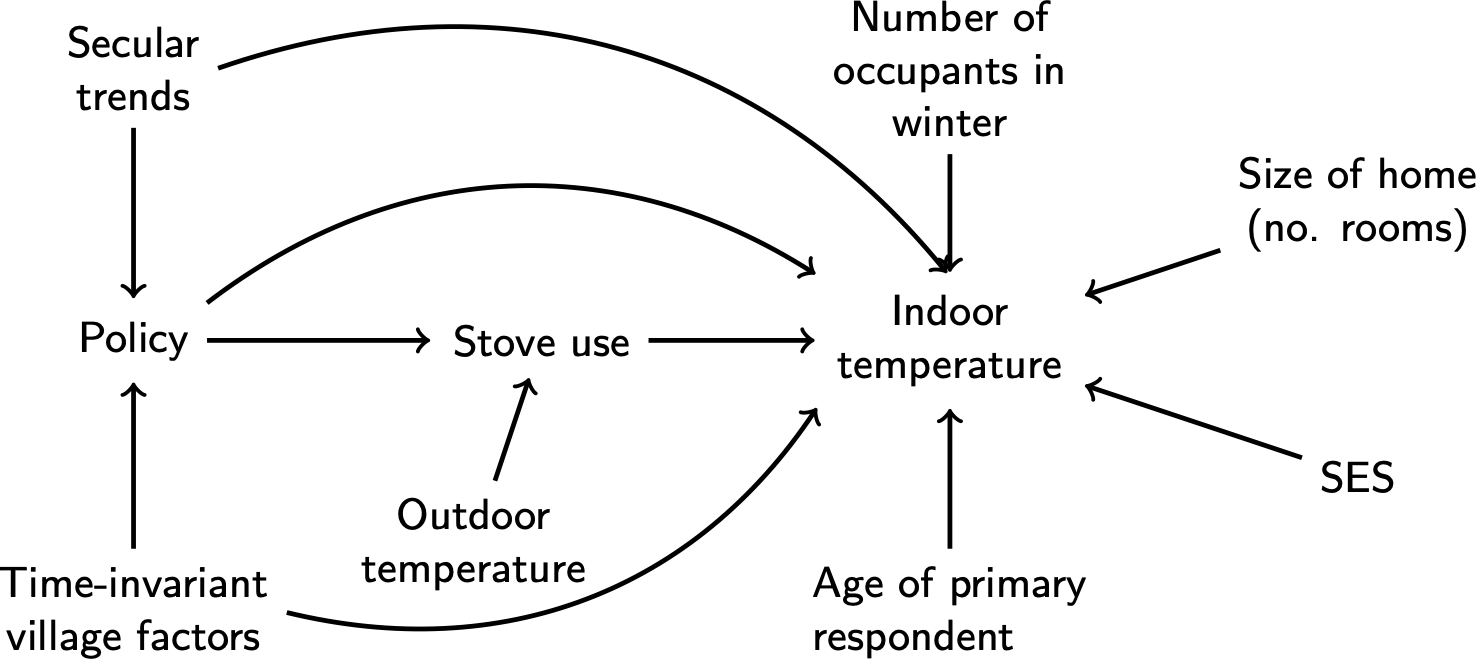 Secular
trends
Number of
occupants in
winter
Size of home
(no. rooms)
Policy
Stove use
Indoor
temperature
SES
Outdoor
temperature
Time-invariant
village factors
Age of primary
respondent